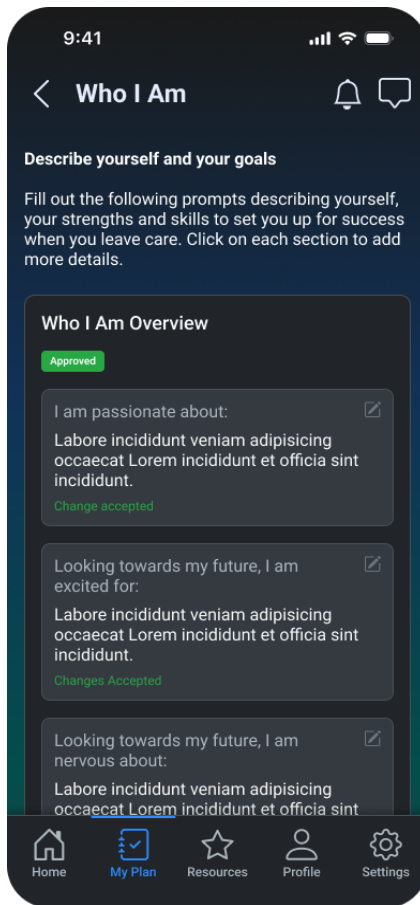 9:41
Who I Am
Describe yourself and your goals
Fill out the following prompts describing yourself,
your strengths and skills to set you up for success
when you leave care. Click on each section to add
more details.
Who I Am Overview
Approved
I am passionate about:
Labore incididunt veniam adipisicing
occaecat Lorem incididunt et officia sint
incididunt.
Change accepted
Looking towards my future, I am
excited for:
Labore incididunt veniam adipisicing
occaecat Lorem incididunt et officia sint
incididunt.
Changes Accepted
Looking towards my future, I am
nervous about:
Labore incididunt veniam adipisicing
occaecat Lorem incididunt et officia sint
Home
My Plan
Resources
Profile
Settings